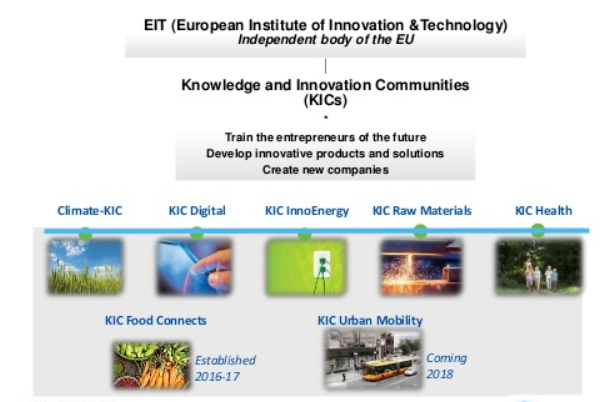 EIT (European Institute of Innovation &Technology)
Independent body of the EU
Knowledge and Innovation Communities
(KICs)
Train the entrepreneurs of the future
Develop innovative products and solutions
Create new companies
Climate-KIC
KIC Digital
KIC InnoEnergy
KIC Raw Materials
KIC Health
KIC Food Connects
KIC Urban Mobility
Established
2016-17
Coming
2018